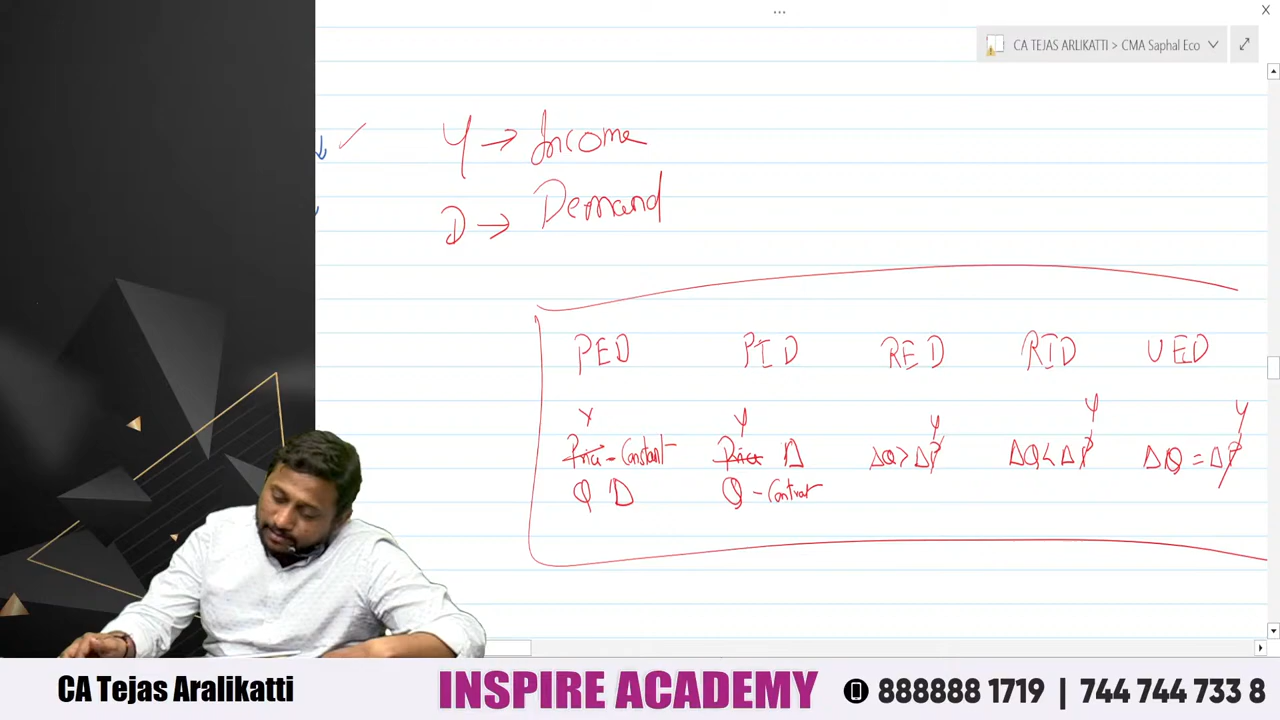 ...
X
CA TEJAS ARLIKATTI > CMA Saphal Eco
Y → Income
D → Demand
PED PID RED RID UED
Y Y Y Y Y
Price - Constant Price Δ ΔQ > ΔP ΔQ < ΔP ΔQ = ΔP
Q Δ Q - Contrat
CA Tejas Aralikatti INSPIRE ACADEMY 888888 1719 | 744 744 733 8